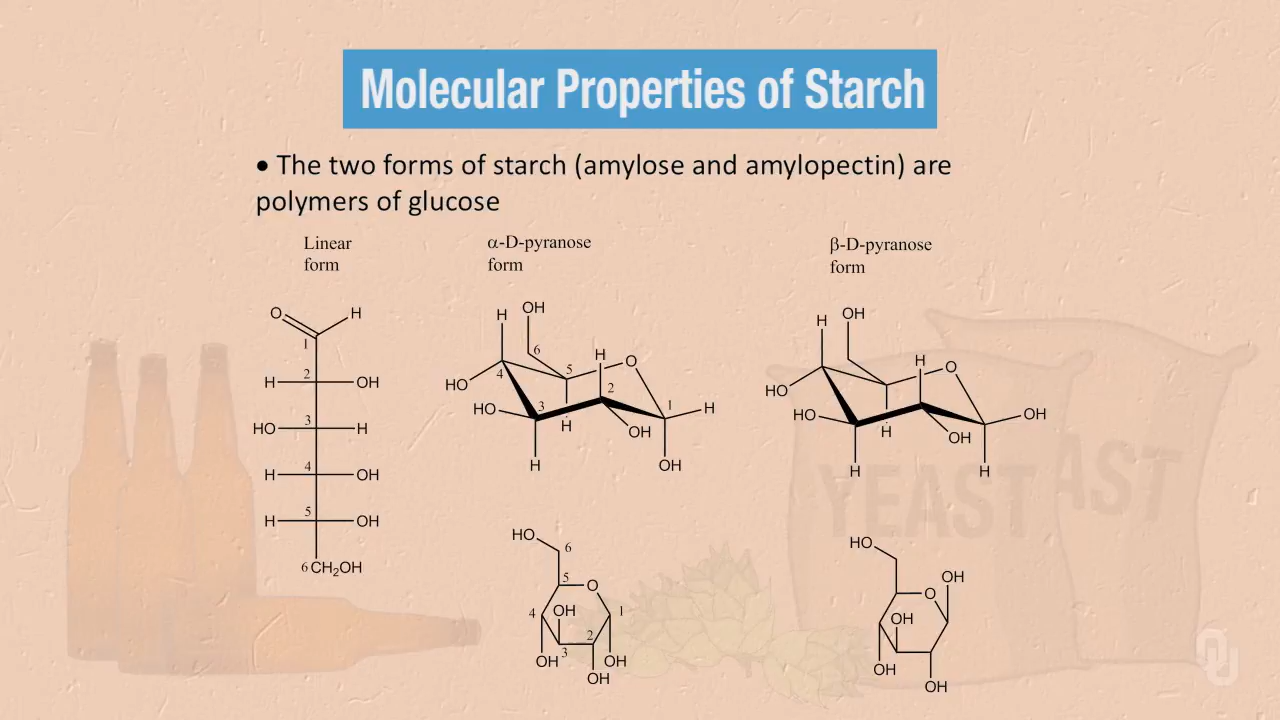 Molecular Properties of Starch
• The two forms of starch (amylose and amylopectin) are
polymers of glucose
Linear
form
α-D-pyranose
form
β-D-pyranose
form
O H
1
H 2 OH
HO 3 H
H 4 OH
H 5 OH
6 CH₂OH
H OH
6
H O
4 5
HO 2
HO 3 1 H
H OH
H OH
H OH
H O
HO
HO OH
H OH
H H
HO
6
5 O
4 OH 1
2
OH 3 OH
OH
HO
OH
O
OH
OH
OH
YEAST
AST
OU